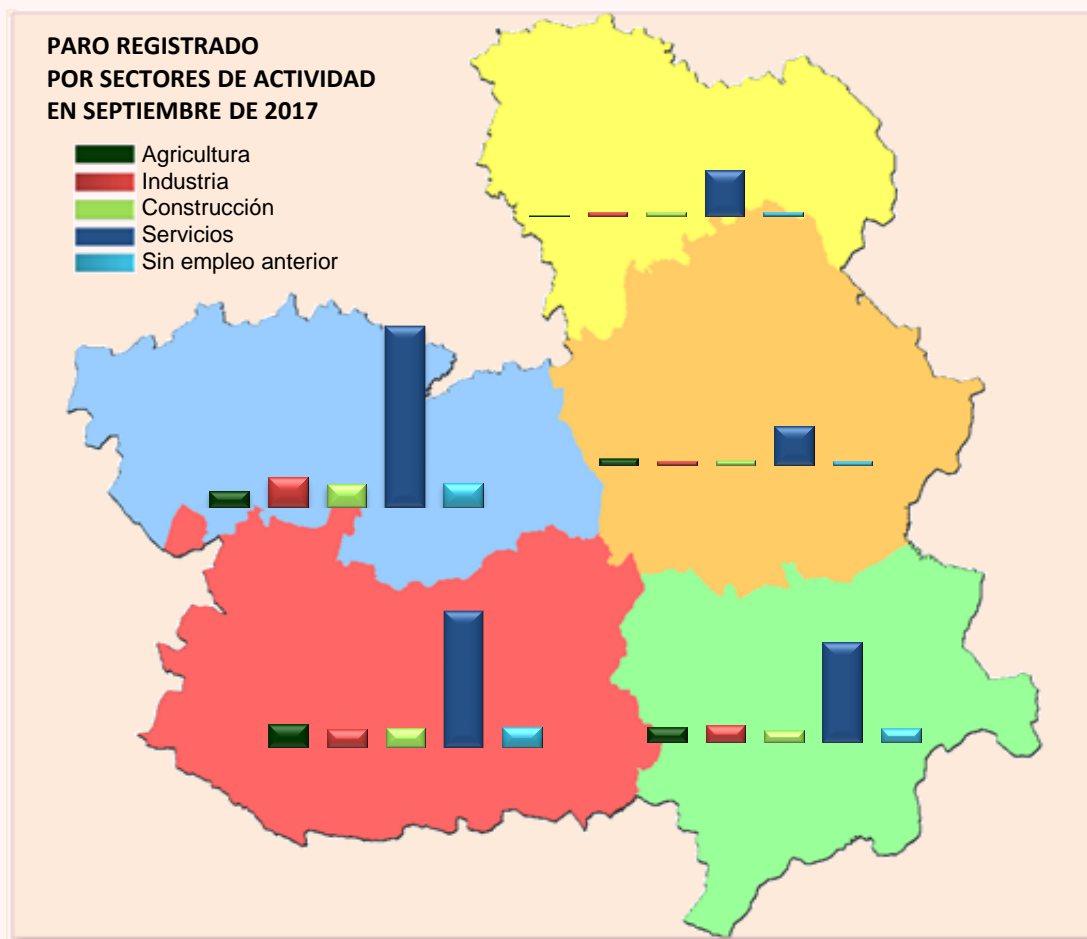 PARO REGISTRADO
POR SECTORES DE ACTIVIDAD
EN SEPTIEMBRE DE 2017
Agricultura
Industria
Construcción
Servicios
Sin empleo anterior